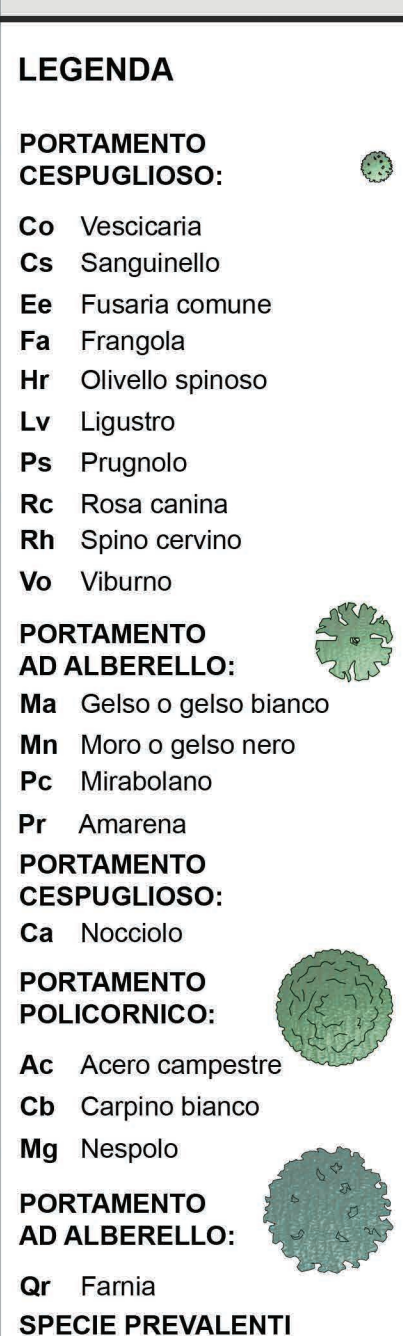 LEGENDA
PORTAMENTO
CESPUGLIOSO:
Co Vescicaria
Cs Sanguinello
Ee Fusaria comune
Fa Frangola
Hr Olivello spinoso
Lv Ligustro
Ps Prugnolo
Rc Rosa canina
Rh Spino cervino
Vo Viburno
PORTAMENTO
AD ALBERELLO:
Ma Gelso o gelso bianco
Mn Moro o gelso nero
Pc Mirabolano
Pr Amarena
PORTAMENTO
CESPUGLIOSO:
Ca Nocciolo
PORTAMENTO
POLICORNICO:
Ac Acero campestre
Cb Carpino bianco
Mg Nespolo
PORTAMENTO
AD ALBERELLO:
Qr Farnia
SPECIE PREVALENTI